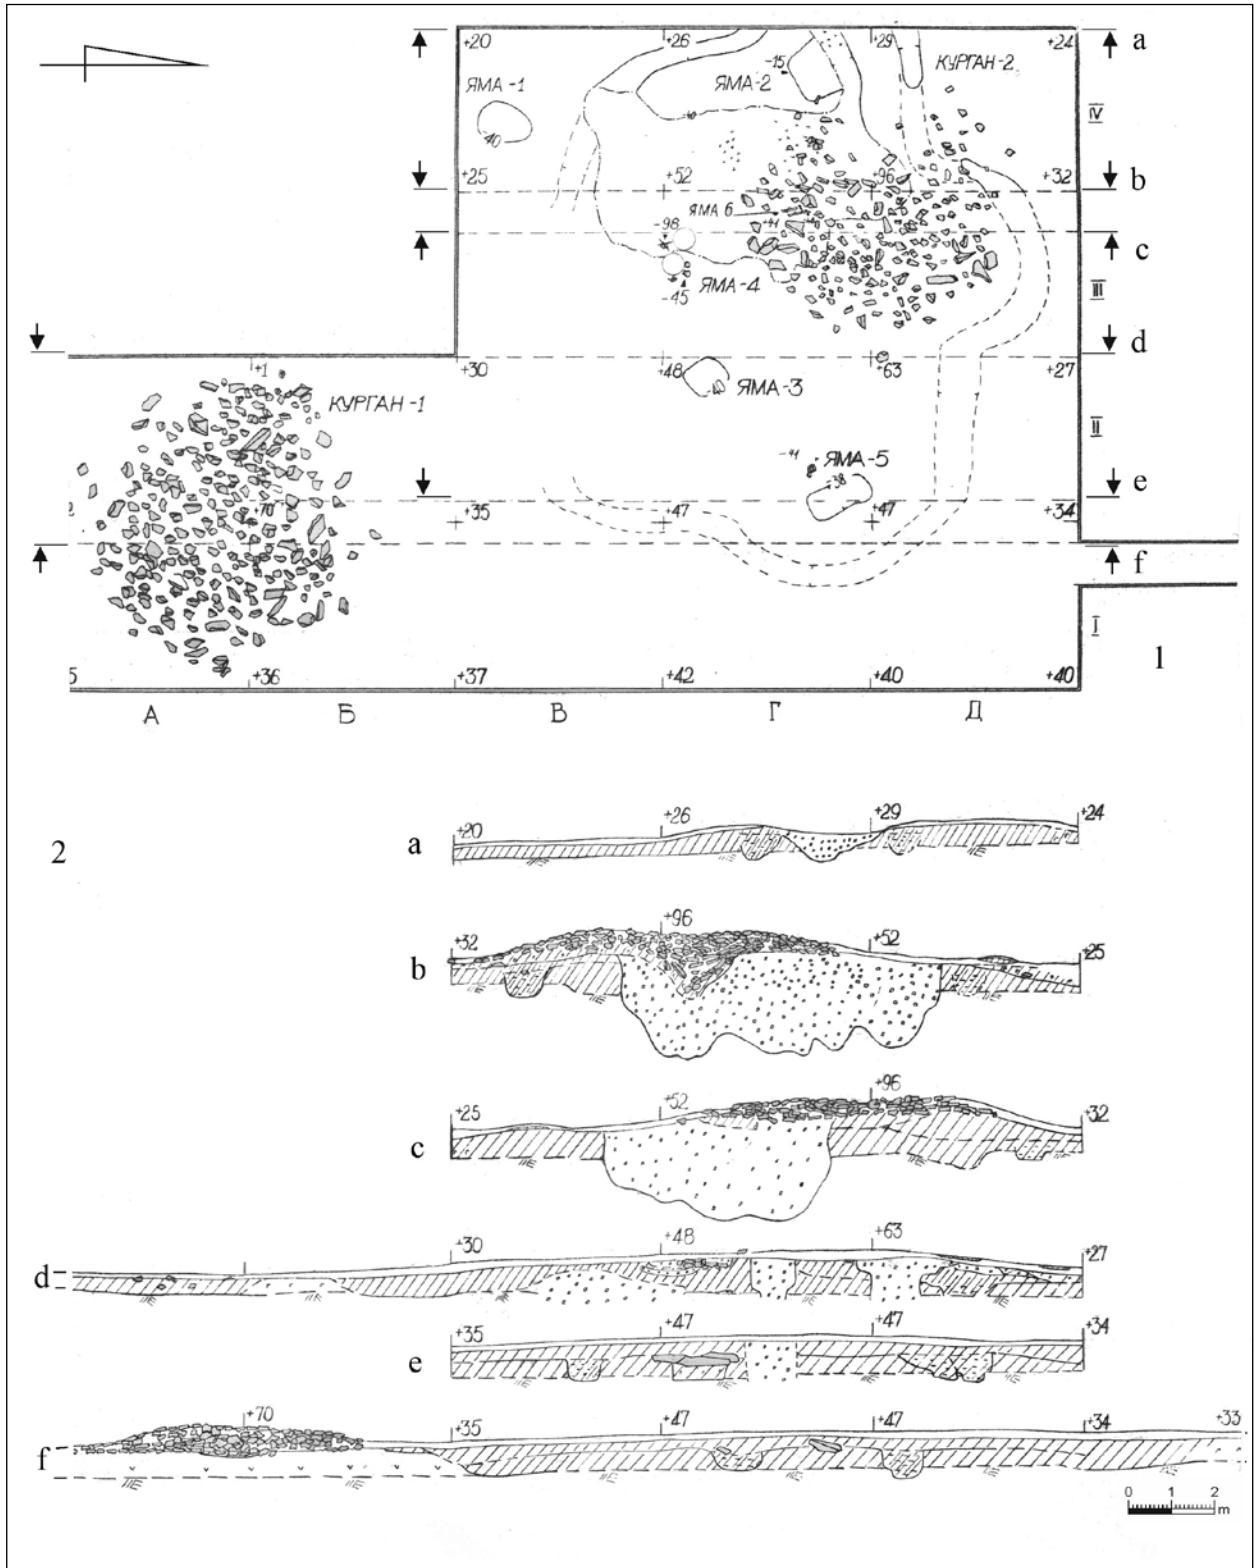 +20 +26 +29 +24 a
ЯМА-1 ЯМА-2 -15 КУРГАН-2
-40
IV
+25 +52 +96 +32 b
ЯМА 6
-98 +41 c
ЯМА-4
-45 III
d
+1 +30 +48 +63 +27
ЯМА-3
КУРГАН-1
II
-41 ЯМА-5
-38 e
+70 +35 +47 +47 +34
f
I
1
5 +36 +37 +42 +40 +40
А Б В Г Д
2
a +20 +26 +29 +24
b +32 +96 +52 +25
c +25 +52 +96 +32
d +30 +48 +63 +27
e +35 +47 +47 +34
f +70 +35 +47 +47 +34 +33
0 1 2
m